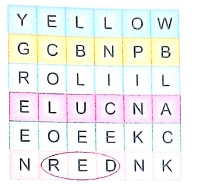 Y E L L O W
G C B N P B
R O L I I L
E L U C N A
E O E E K C
N R E D N K